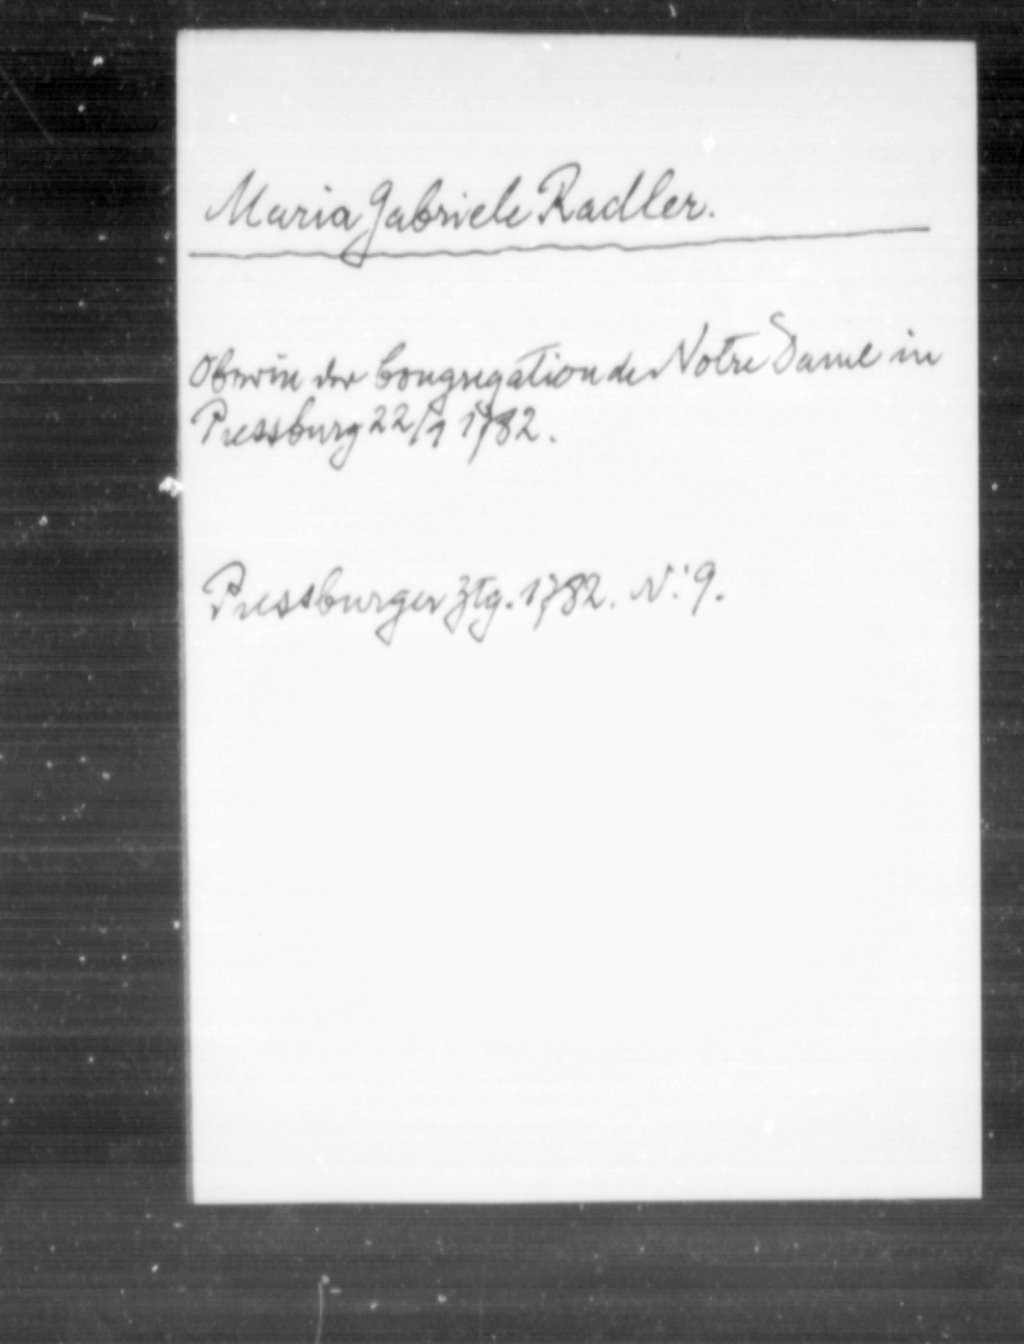 Maria Gabriele Radler.
Oberin der Congregation de Notre Dame in
Pressburg 22/1 1782.
Pressburger Ztg. 1782. N: 9.